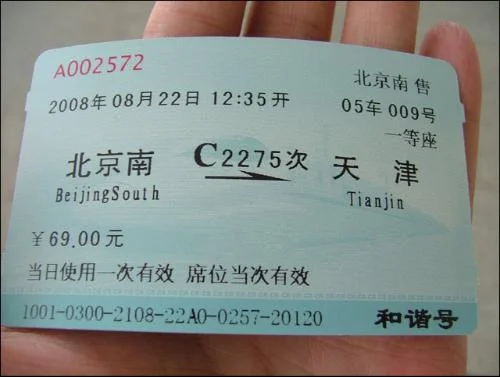 A002572
北京南 售
2008年08月22日 12:35开
05车 009号
一等座
北京南 C2275次 天 津
BeijingSouth Tianjin
¥ 69.00 元
当日使用一次有效 席位当次有效
1001-0300-2108-22A0-0257-20120 和谐号